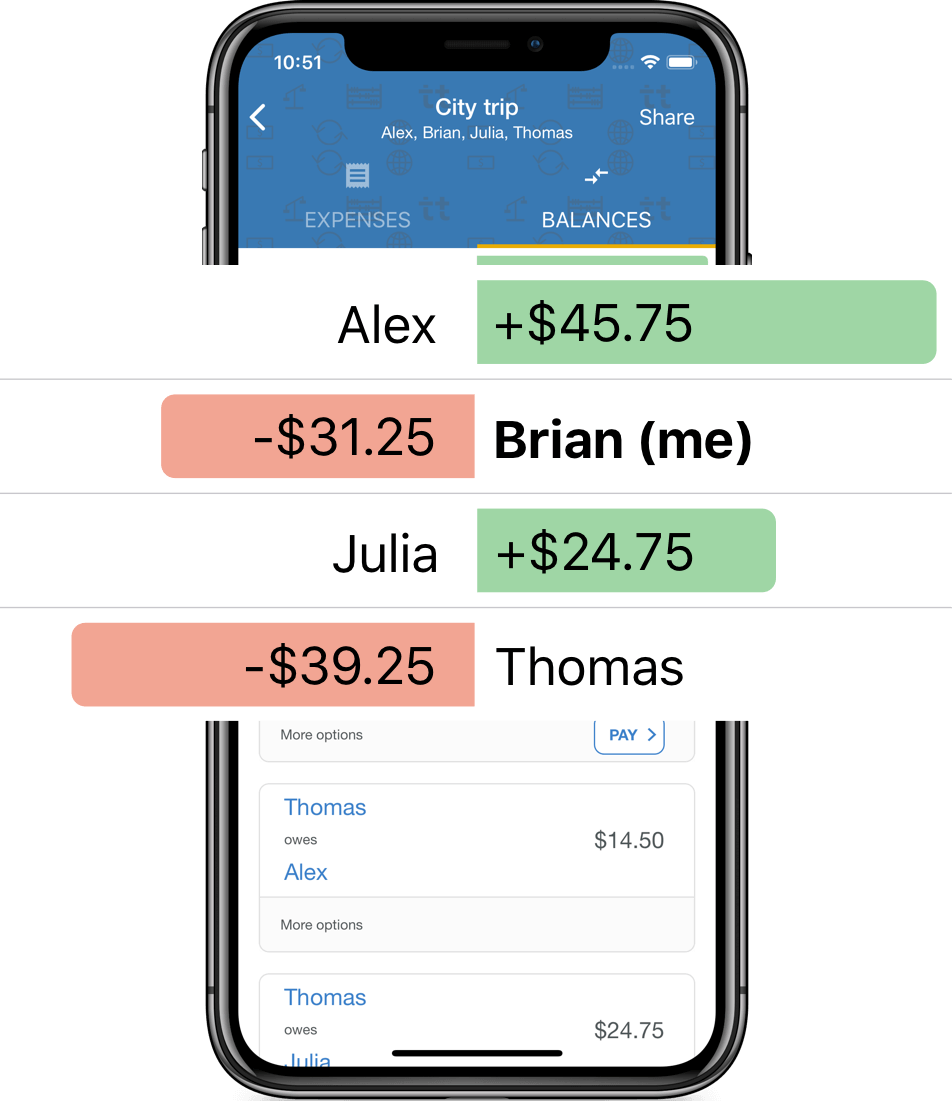 10:51
City trip
Share
Alex, Brian, Julia, Thomas
EXPENSES
BALANCES
Alex
+$45.75
-$31.25
Brian (me)
Julia
+$24.75
-$39.25
Thomas
More options
PAY
Thomas
owes
$14.50
Alex
More options
Thomas
owes
$24.75
Julia